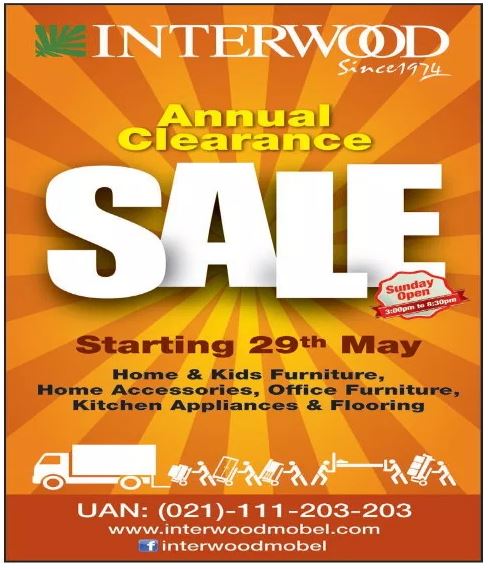 INTERWOOD
Since1974
Annual
Clearance
SALE
Sunday
Open
3:00pm to 8:30pm
Starting 29th May
Home & Kids Furniture,
Home Accessories, Office Furniture,
Kitchen Appliances & Flooring
UAN: (021)-111-203-203
www.interwoodmobel.com
f interwoodmobel